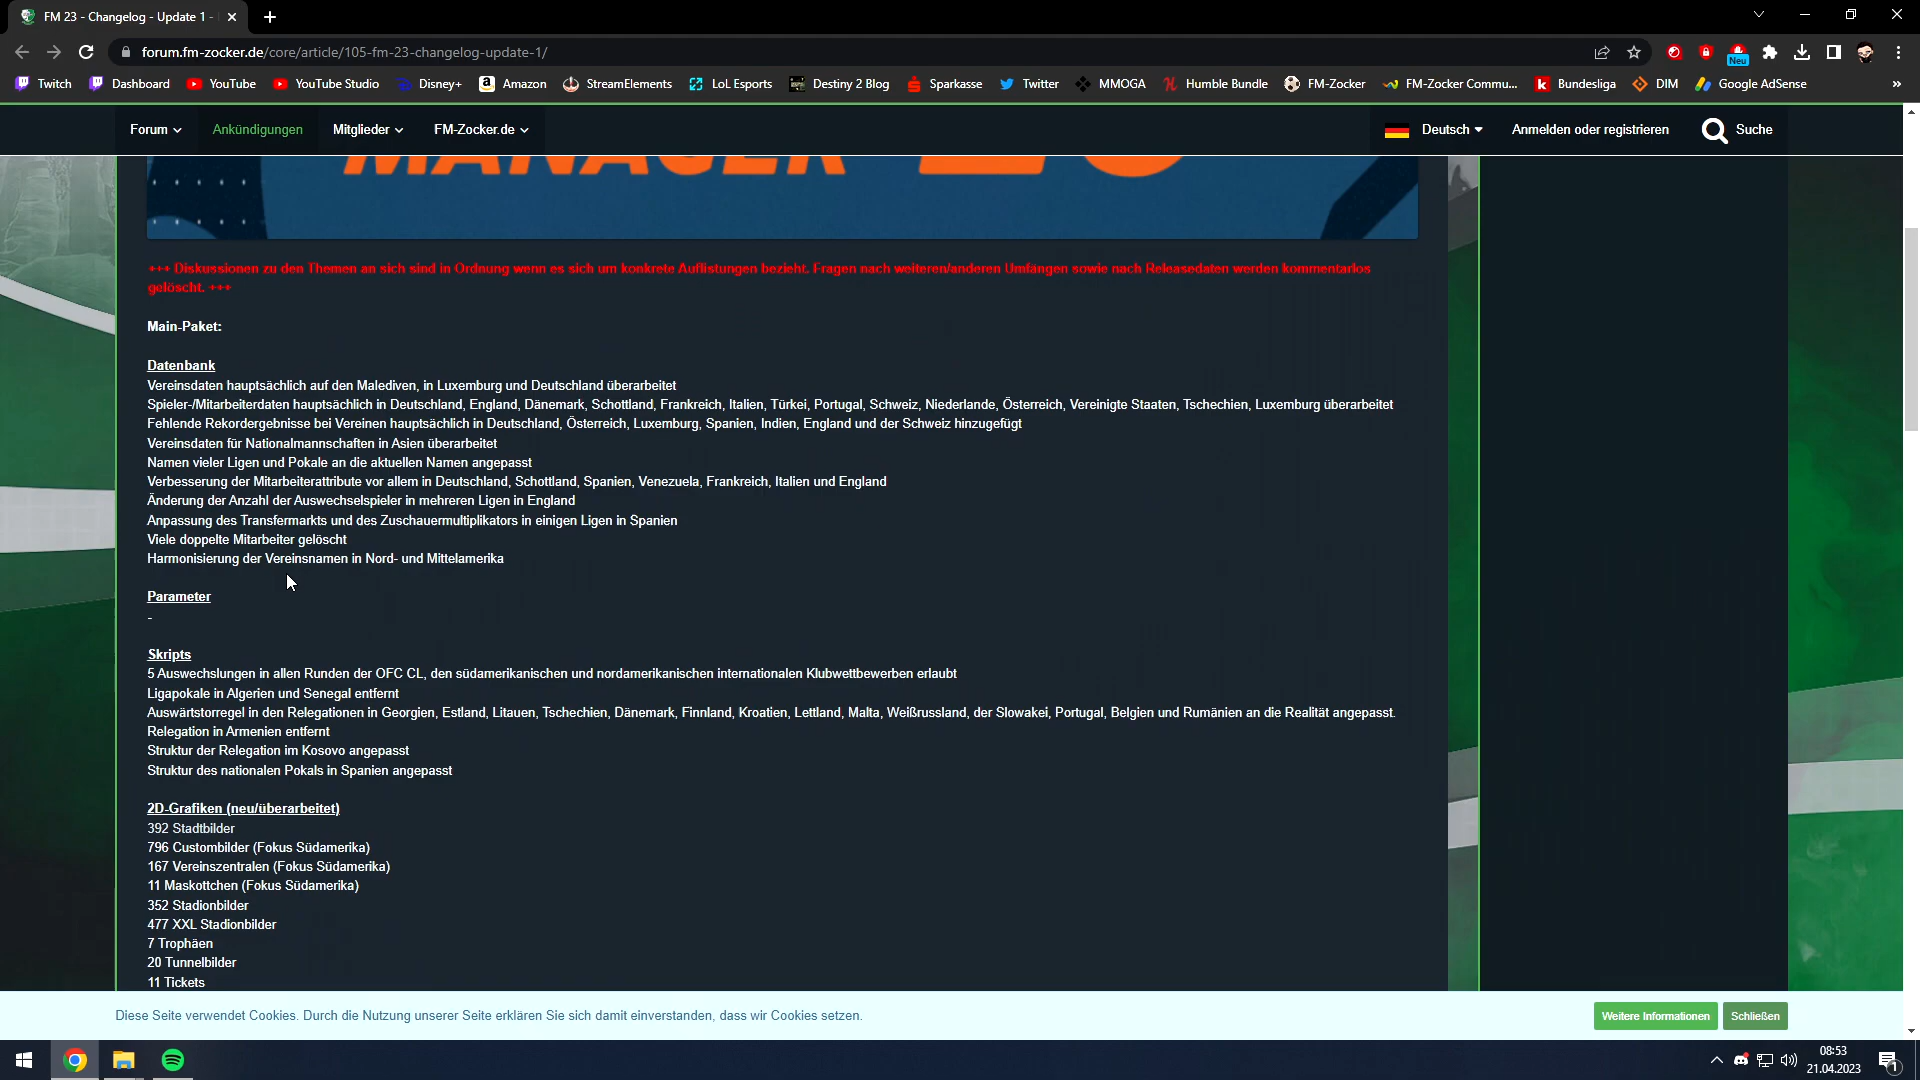 FM 23 - Changelog - Update 1 -
forum.fm-zocker.de/core/article/105-fm-23-changelog-update-1/
Neu
Twitch Dashboard YouTube YouTube Studio Disney+ Amazon StreamElements LoL Esports Destiny 2 Blog Sparkasse Twitter MMOGA Humble Bundle FM-Zocker FM-Zocker Commu... Bundesliga DIM Google AdSense »
Forum Ankündigungen Mitglieder FM-Zocker.de Deutsch Anmelden oder registrieren Suche
MANAGER
+++ Diskussionen zu den Themen an sich sind in Ordnung wenn es sich um konkrete Auflistungen bezieht. Fragen nach weiteren/anderen Umfängen sowie nach Releasedaten werden kommentarlos
gelöscht. +++
Main-Paket:
Datenbank
Vereinsdaten hauptsächlich auf den Malediven, in Luxemburg und Deutschland überarbeitet
Spieler-/Mitarbeiterdaten hauptsächlich in Deutschland, England, Dänemark, Schottland, Frankreich, Italien, Türkei, Portugal, Schweiz, Niederlande, Österreich, Vereinigte Staaten, Tschechien, Luxemburg überarbeitet
Fehlende Rekordergebnisse bei Vereinen hauptsächlich in Deutschland, Österreich, Luxemburg, Spanien, Indien, England und der Schweiz hinzugefügt
Vereinsdaten für Nationalmannschaften in Asien überarbeitet
Namen vieler Ligen und Pokale an die aktuellen Namen angepasst
Verbesserung der Mitarbeiterattribute vor allem in Deutschland, Schottland, Spanien, Venezuela, Frankreich, Italien und England
Änderung der Anzahl der Auswechselspieler in mehreren Ligen in England
Anpassung des Transfermarkts und des Zuschauermultiplikators in einigen Ligen in Spanien
Viele doppelte Mitarbeiter gelöscht
Harmonisierung der Vereinsnamen in Nord- und Mittelamerika
Parameter
-
Skripts
5 Auswechslungen in allen Runden der OFC CL, den südamerikanischen und nordamerikanischen internationalen Klubwettbewerben erlaubt
Ligapokale in Algerien und Senegal entfernt
Auswärtstorregel in den Relegationen in Georgien, Estland, Litauen, Tschechien, Dänemark, Finnland, Kroatien, Lettland, Malta, Weißrussland, der Slowakei, Portugal, Belgien und Rumänien an die Realität angepasst.
Relegation in Armenien entfernt
Struktur der Relegation im Kosovo angepasst
Struktur des nationalen Pokals in Spanien angepasst
2D-Grafiken (neu/überarbeitet)
392 Stadtbilder
796 Custombilder (Fokus Südamerika)
167 Vereinszentralen (Fokus Südamerika)
11 Maskottchen (Fokus Südamerika)
352 Stadionbilder
477 XXL Stadionbilder
7 Trophäen
20 Tunnelbilder
11 Tickets
Diese Seite verwendet Cookies. Durch die Nutzung unserer Seite erklären Sie sich damit einverstanden, dass wir Cookies setzen. Weitere Informationen Schließen
08:53
21.04.2023
1